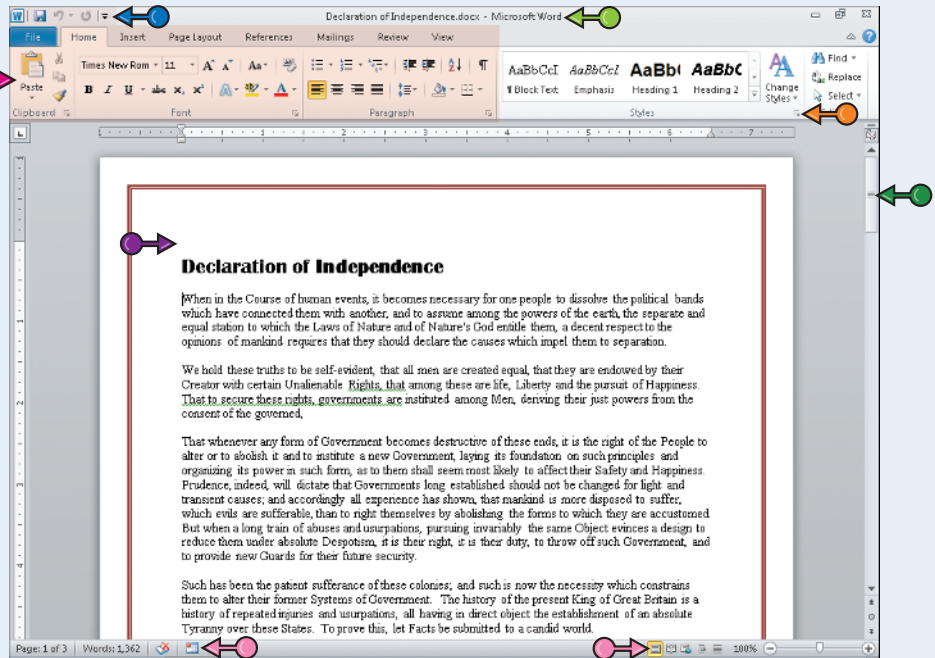 Declaration of Independence.docx - Microsoft Word
File Home Insert Page Layout References Mailings Review View
Times New Rom 11 A A Aa
AaBbCcI AaBbCcI AaBb( AaBbC
Find
Paste
B I U abc x₂ x² A ab A
¶ Block Text Emphasis Heading 1 Heading 2
Change Styles
Replace
Select
Clipboard Font Paragraph Styles
1 1 2 3 4 5 6 7
Declaration of Independence
When in the Course of human events, it becomes necessary for one people to dissolve the political bands
which have connected them with another, and to assume among the powers of the earth, the separate and
equal station to which the Laws of Nature and of Nature's God entitle them, a decent respect to the
opinions of mankind requires that they should declare the causes which impel them to separation.
We hold these truths to be self-evident, that all men are created equal, that they are endowed by their
Creator with certain Unalienable Rights, that among these are life, Liberty and the pursuit of Happiness.
That to secure these rights, governments are instituted among Men, deriving their just powers from the
consent of the governed,
That whenever any form of Government becomes destructive of these ends, it is the right of the People to
alter or to abolish it and to institute a new Government, laying its foundation on such principles and
organizing its power in such form, as to them shall seem most likely to affect their Safety and Happiness.
Prudence, indeed, will dictate that Governments long established should not be changed for light and
transient causes; and accordingly all experience has shown, that mankind is more disposed to suffer,
which evils are sufferable, than to right themselves by abolishing the forms to which they are accustomed
But when a long train of abuses and usurpations, pursuing invariably the same Object evinces a design to
reduce them under absolute Despotism, it is their right, it is their duty, to throw off such Government, and
to provide new Guards for their future security.
Such has been the patient sufferance of these colonies; and such is now the necessity which constrains
them to alter their former Systems of Government. The history of the present King of Great Britain is a
history of repeated injuries and usurpations, all having in direct object the establishment of an absolute
Tyranny over these States. To prove this, let Facts be submitted to a candid world.
Page: 1 of 3 Words: 1,362 100%